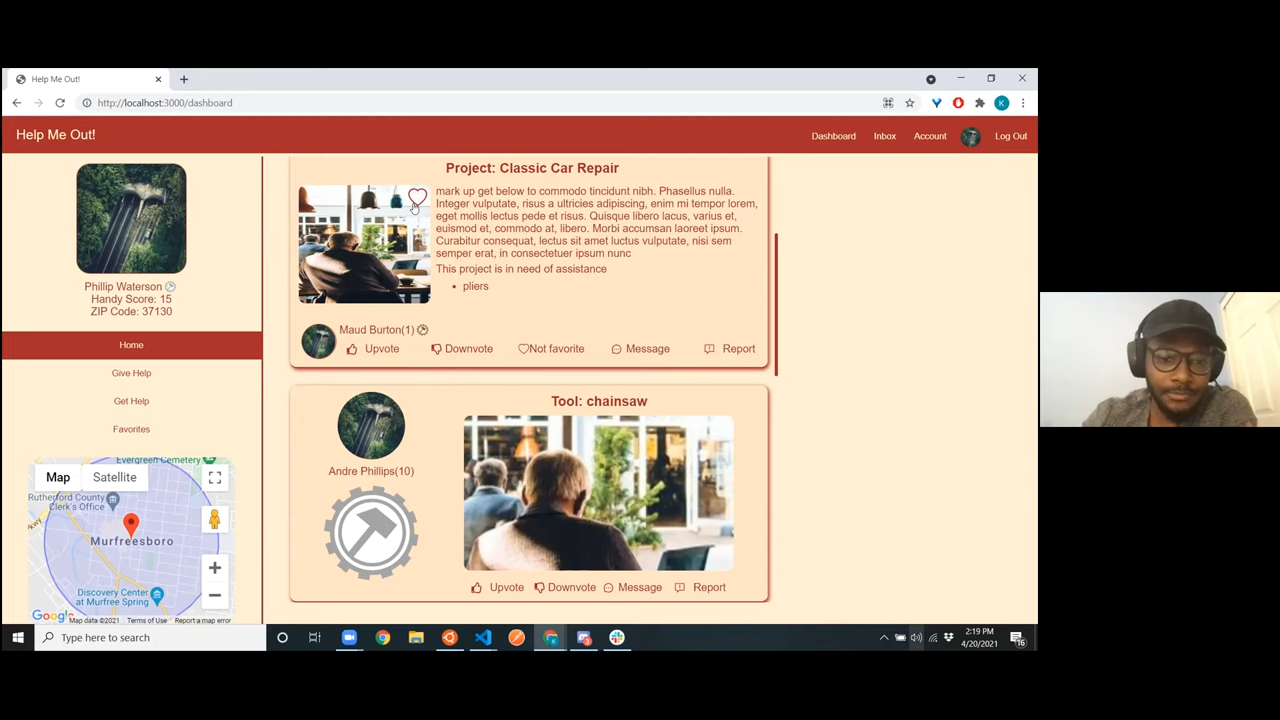 Help Me Out!
http://localhost:3000/dashboard
K
Help Me Out!
Dashboard
Inbox
Account
Log Out
Phillip Waterson
Handy Score: 15
ZIP Code: 37130
Home
Give Help
Get Help
Favorites
Map
Satellite
Evergreen Cemetery
Rutherford County
Clerk's Office
Murfreesboro
Discovery Center
at Murfree Spring
Google
Map data ©2021
Terms of Use
Report a map error
Project: Classic Car Repair
mark up get below to commodo tincidunt nibh. Phasellus nulla.
Integer vulputate, risus a ultricies adipiscing, enim mi tempor lorem,
eget mollis lectus pede et risus. Quisque libero lacus, varius et,
euismod et, commodo at, libero. Morbi accumsan laoreet ipsum.
Curabitur consequat, lectus sit amet luctus vulputate, nisi sem
semper erat, in consectetuer ipsum nunc
This project is in need of assistance
• pliers
Maud Burton(1)
Upvote
Downvote
Not favorite
Message
Report
Tool: chainsaw
Andre Phillips(10)
Upvote
Downvote
Message
Report
Type here to search
2:19 PM
4/20/2021
16